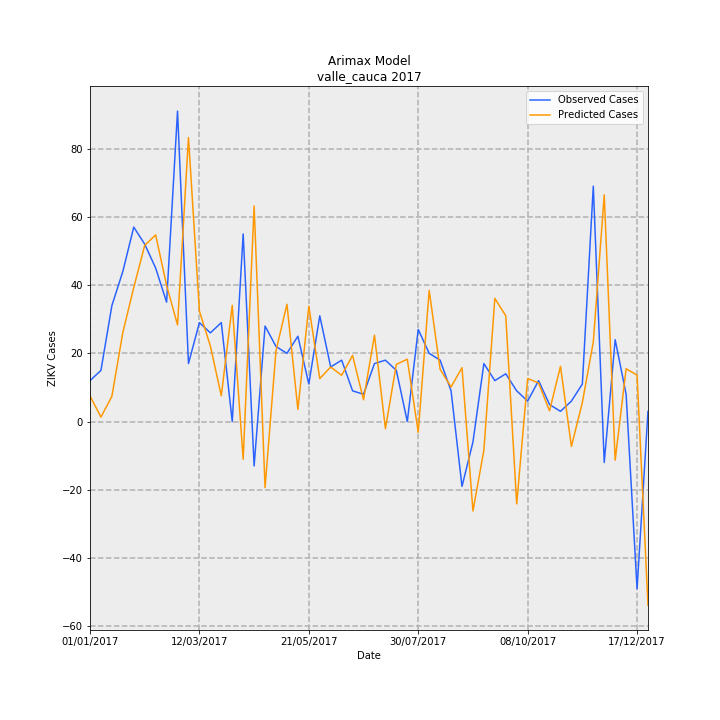 Arimax Model
valle_cauca 2017
Observed Cases
Predicted Cases
ZIKV Cases
80
60
40
20
0
−20
−40
−60
01/01/2017
12/03/2017
21/05/2017
30/07/2017
08/10/2017
17/12/2017
Date